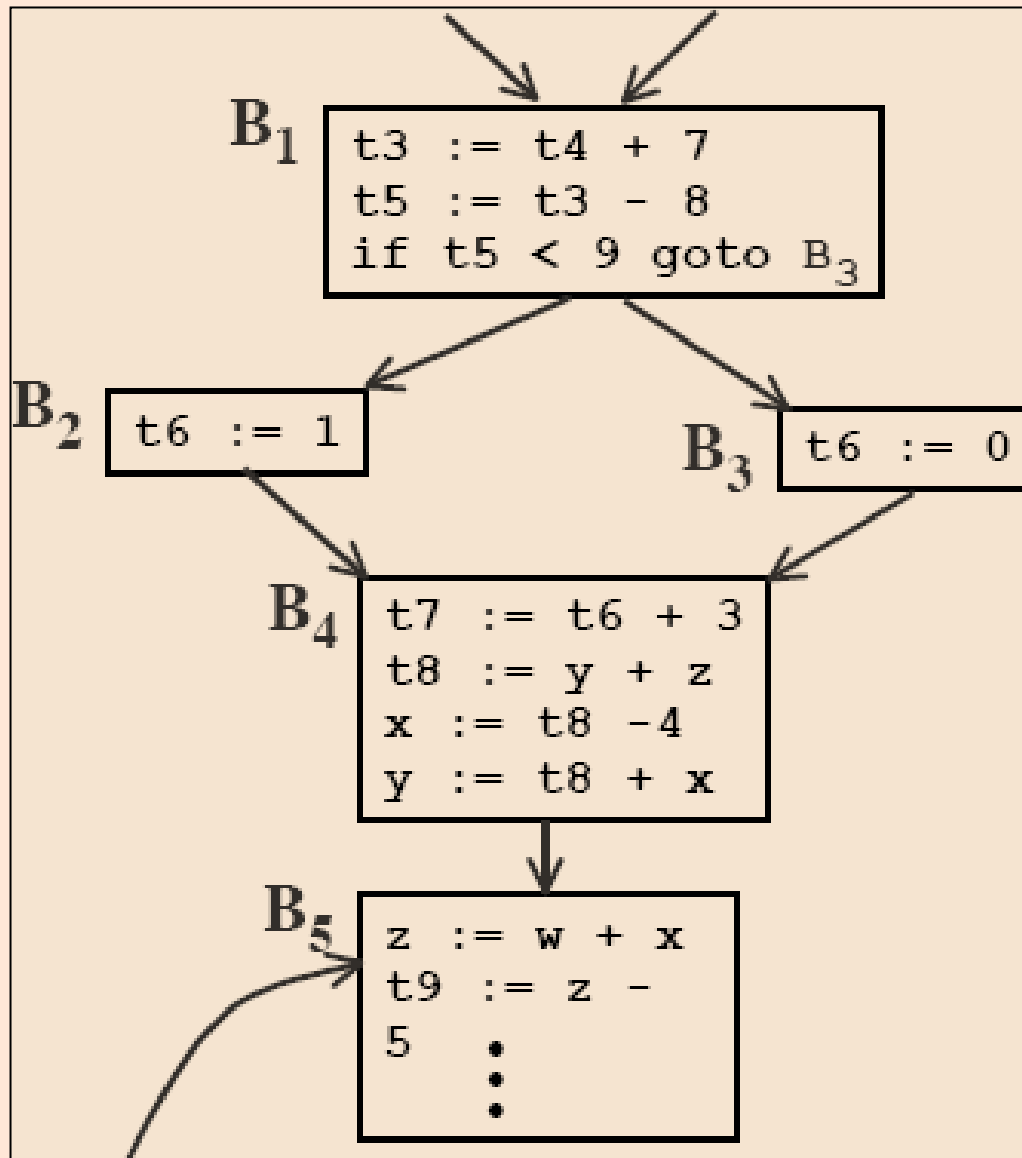 B1
t3 := t4 + 7
t5 := t3 - 8
if t5 < 9 goto B3
B2
t6 := 1
B3
t6 := 0
B4
t7 := t6 + 3
t8 := y + z
x := t8 -4
y := t8 + x
B5
z := w + x
t9 := z -
5